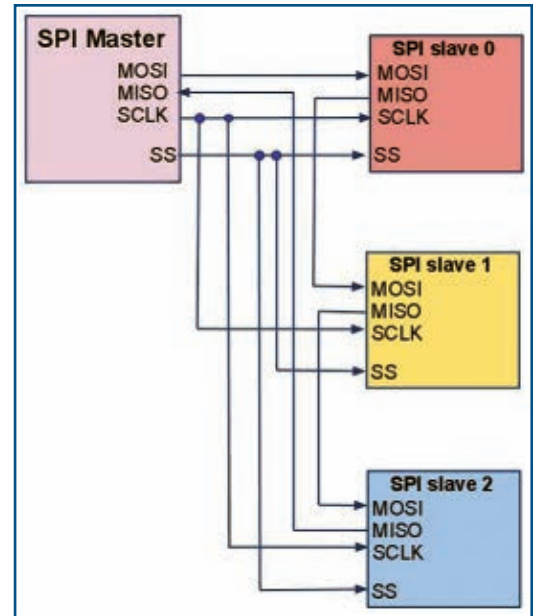 SPI Master
MOSI
MISO
SCLK
SS
SPI slave 0
MOSI
MISO
SCLK
SS
SPI slave 1
MOSI
MISO
SCLK
SS
SPI slave 2
MOSI
MISO
SCLK
SS